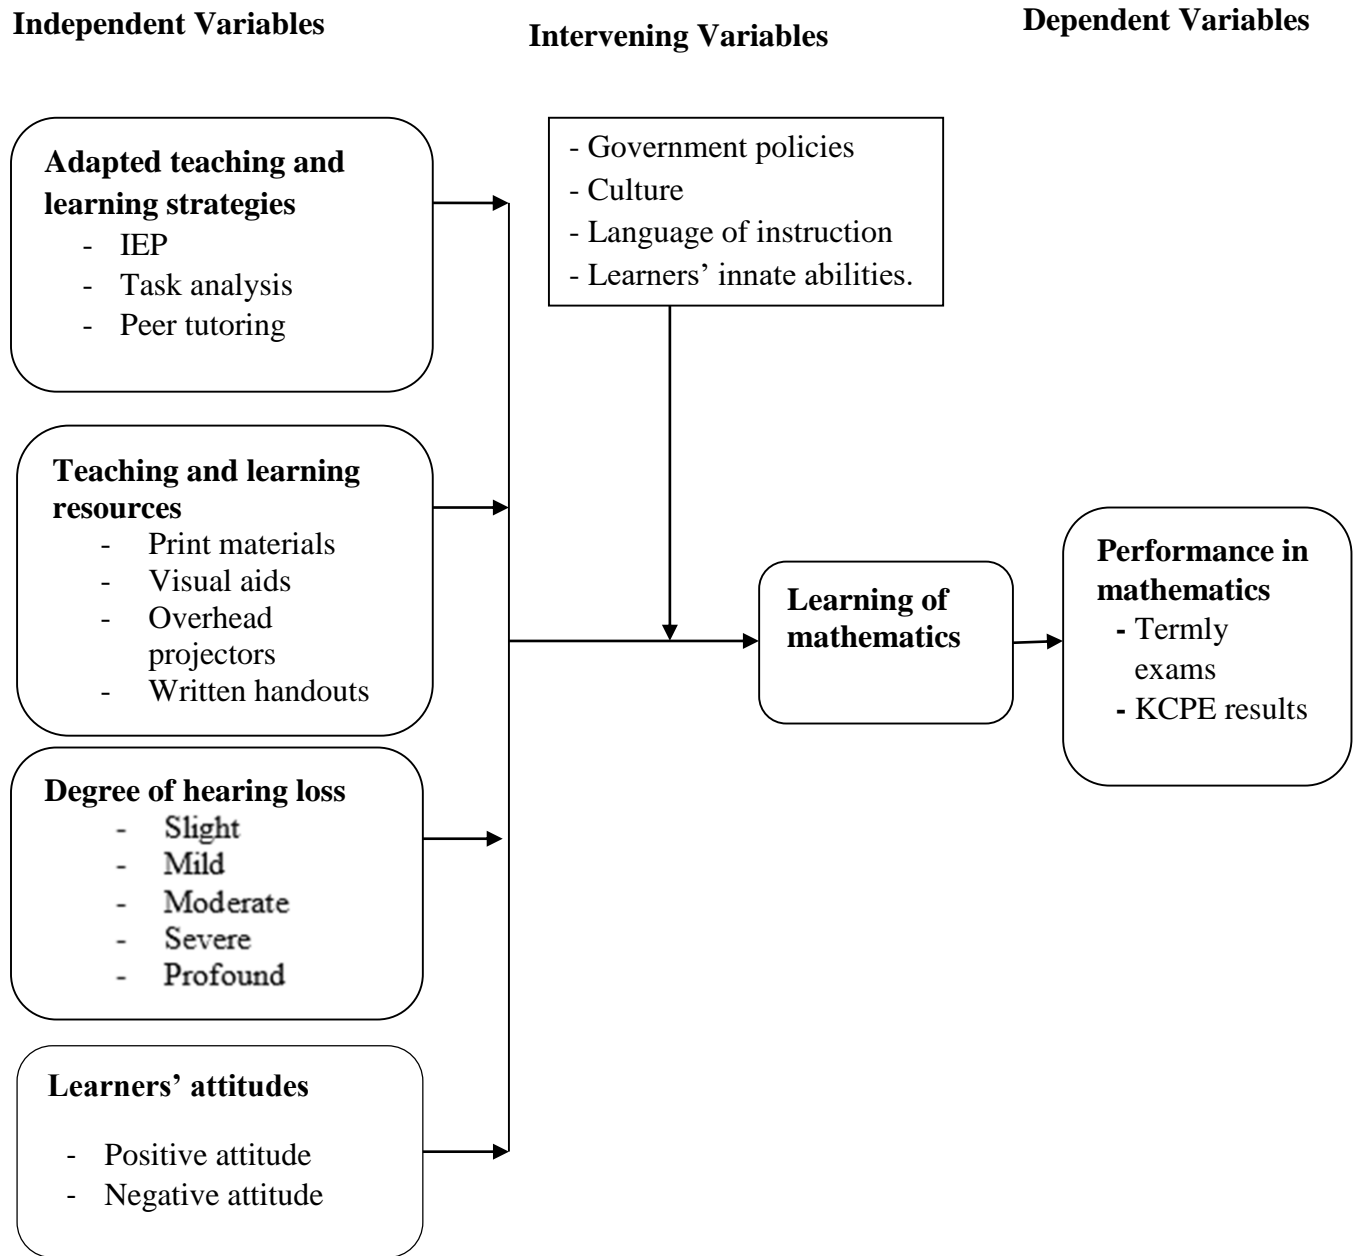 Independent Variables
Intervening Variables
Dependent Variables
Adapted teaching and
learning strategies
- IEP
- Task analysis
- Peer tutoring
- Government policies
- Culture
- Language of instruction
- Learners’ innate abilities.
Teaching and learning
resources
- Print materials
- Visual aids
- Overhead
projectors
- Written handouts
Learning of
mathematics
Performance in
mathematics
- Termly
exams
- KCPE results
Degree of hearing loss
- Slight
- Mild
- Moderate
- Severe
- Profound
Learners’ attitudes
- Positive attitude
- Negative attitude